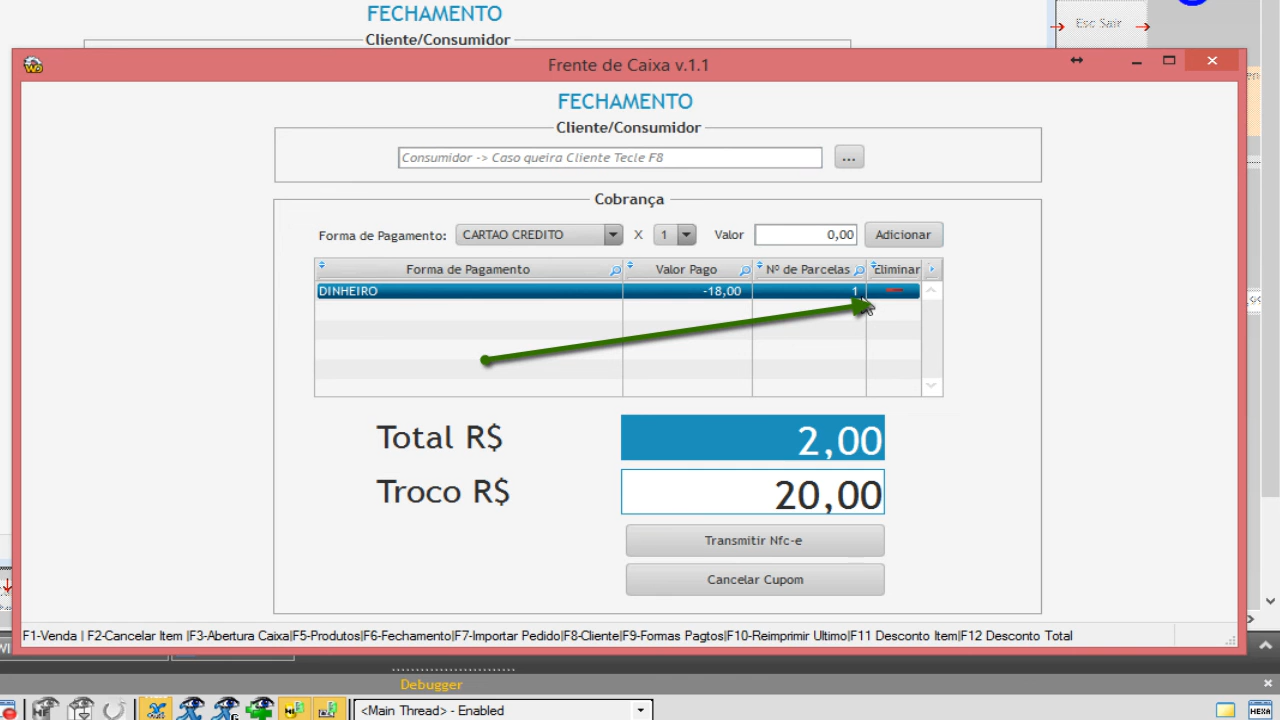 FECHAMENTO
Cliente/Consumidor
Esc Sair
Frente de Caixa v.1.1
FECHAMENTO
Cliente/Consumidor
Consumidor -> Caso queira Cliente Tecle F8
...
Cobrança
Forma de Pagamento: CARTAO CREDITO X 1 Valor 0,00 Adicionar
Forma de Pagamento Valor Pago Nº de Parcelas Eliminar
DINHEIRO -18,00 1
Total R$ 2,00
Troco R$ 20,00
Transmitir Nfc-e
Cancelar Cupom
F1-Venda | F2-Cancelar Item |F3-Abertura Caixa|F5-Produtos|F6-Fechamento|F7-Importar Pedido|F8-Cliente|F9-Formas Pagtos|F10-Reimprimir Ultimo|F11 Desconto Item|F12 Desconto Total
Debugger
<Main Thread> - Enabled
HEXA